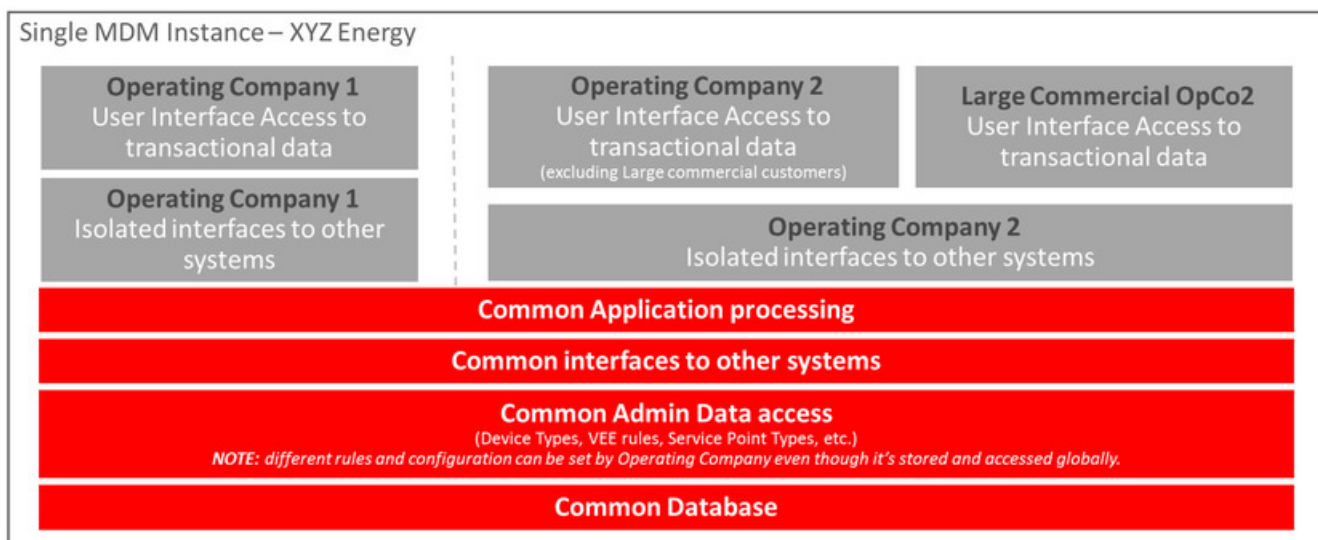 Single MDM Instance – XYZ Energy
Operating Company 1
User Interface Access to
transactional data
Operating Company 2
User Interface Access to
transactional data
(excluding Large commercial customers)
Large Commercial OpCo2
User Interface Access to
transactional data
Operating Company 1
Isolated interfaces to other
systems
Operating Company 2
Isolated interfaces to other systems
Common Application processing
Common interfaces to other systems
Common Admin Data access
(Device Types, VEE rules, Service Point Types, etc.)
NOTE: different rules and configuration can be set by Operating Company even though it's stored and accessed globally.
Common Database